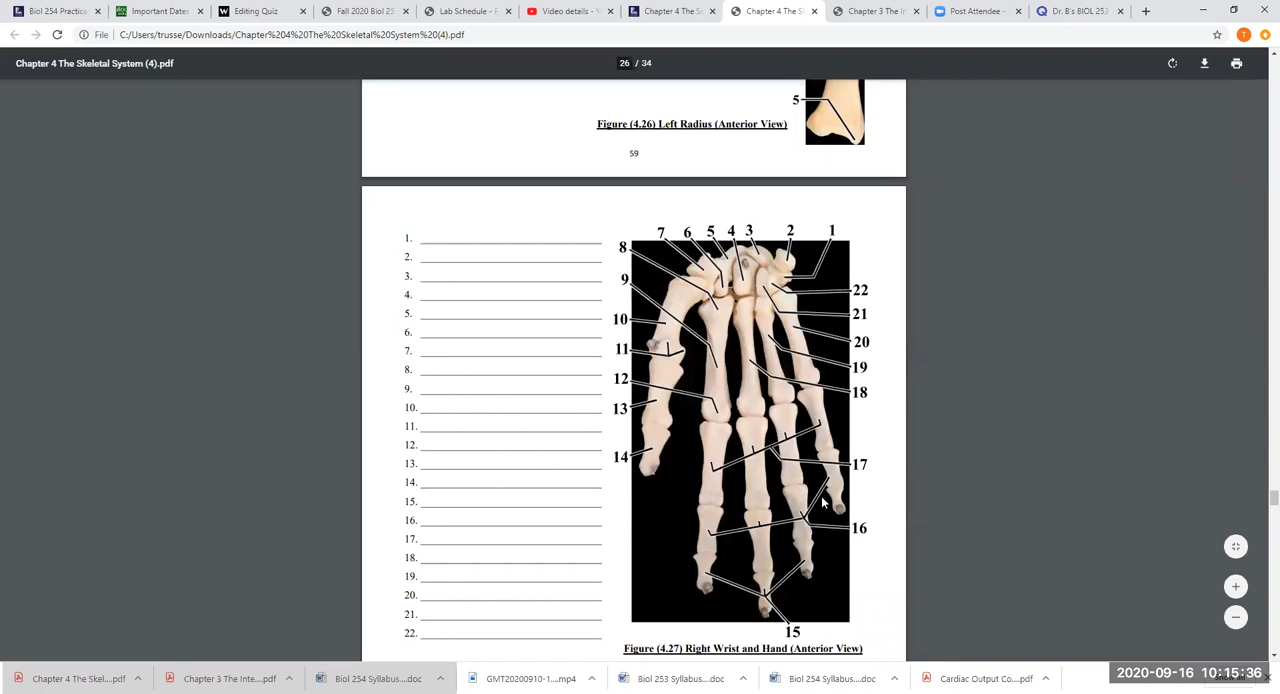 Biol 254 Practica
Important Dates
Editing Quiz
Fall 2020 Biol 25
Lab Schedule - F
Video details - Y
Chapter 4 The S
Chapter 4 The Sk
Chapter 3 The In
Post Attendee -
Dr. B's BIOL 253
File
C:/Users/trusse/Downloads/Chapter%204%20The%20Skeletal%20System%20(4).pdf
T
Chapter 4 The Skeletal System (4).pdf
26 / 34
5
Figure (4.26) Left Radius (Anterior View)
59
1.
2.
3.
4.
5.
6.
7.
8.
9.
10.
11.
12.
13.
14.
15.
16.
17.
18.
19.
20.
21.
22.
7 6 5 4 3 2 1
8
9
10
11
12
13
14
22
21
20
19
18
17
16
15
Figure (4.27) Right Wrist and Hand (Anterior View)
Chapter 4 The Skel....pdf
Chapter 3 The Inte....pdf
Biol 254 Syllabus....doc
GMT20200910-1....mp4
Biol 253 Syllabus....doc
Biol 254 Syllabus....doc
Cardiac Output Co....pdf
2020-09-16 10:15:36